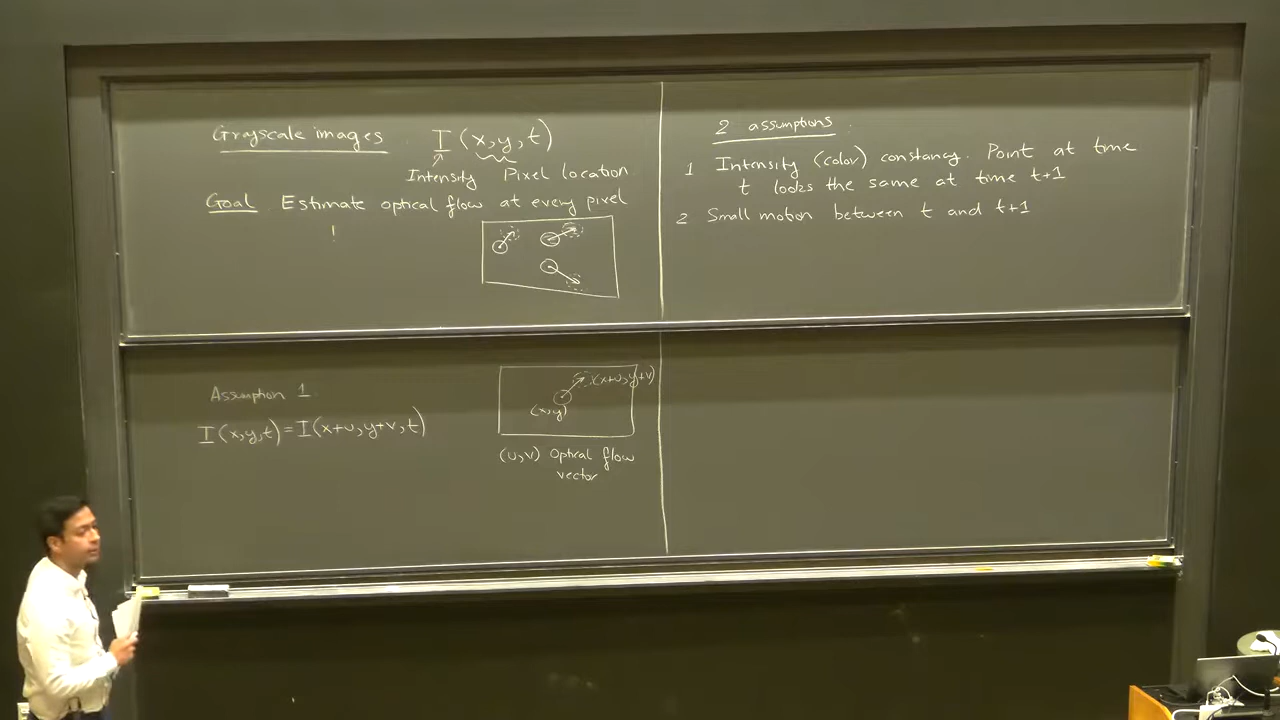 Grayscale images I (x,y,t)
Intensity Pixel location
Goal Estimate optical flow at every pixel
2 assumptions
1 Intensity (color) constancy. Point at time
t looks the same at time t+1
2 Small motion between t and t+1
Assumption 1
I(x,y,t)=I(x+u,y+v,t)
(x+u,y+v)
(x,y)
(u,v) Optical flow
vector